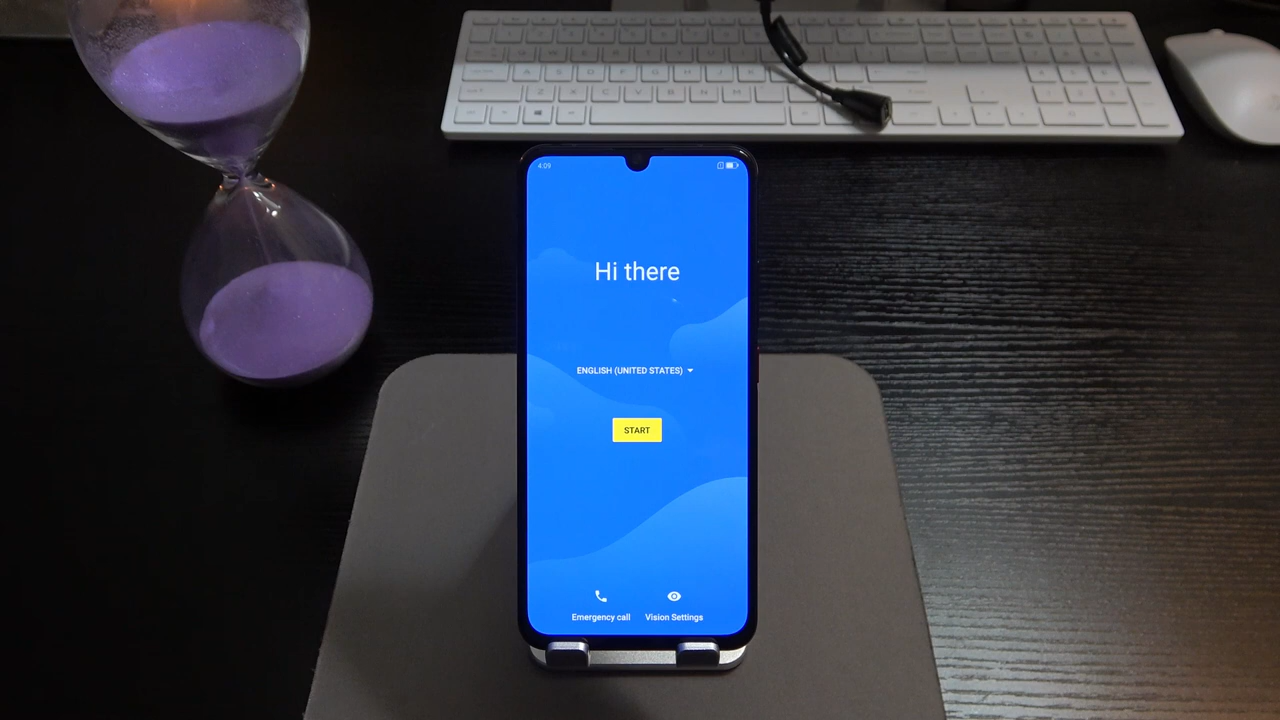 A S D F G H J K
Z X C V B N M
4:09
Hi there
ENGLISH (UNITED STATES)
START
Emergency call
Vision Settings